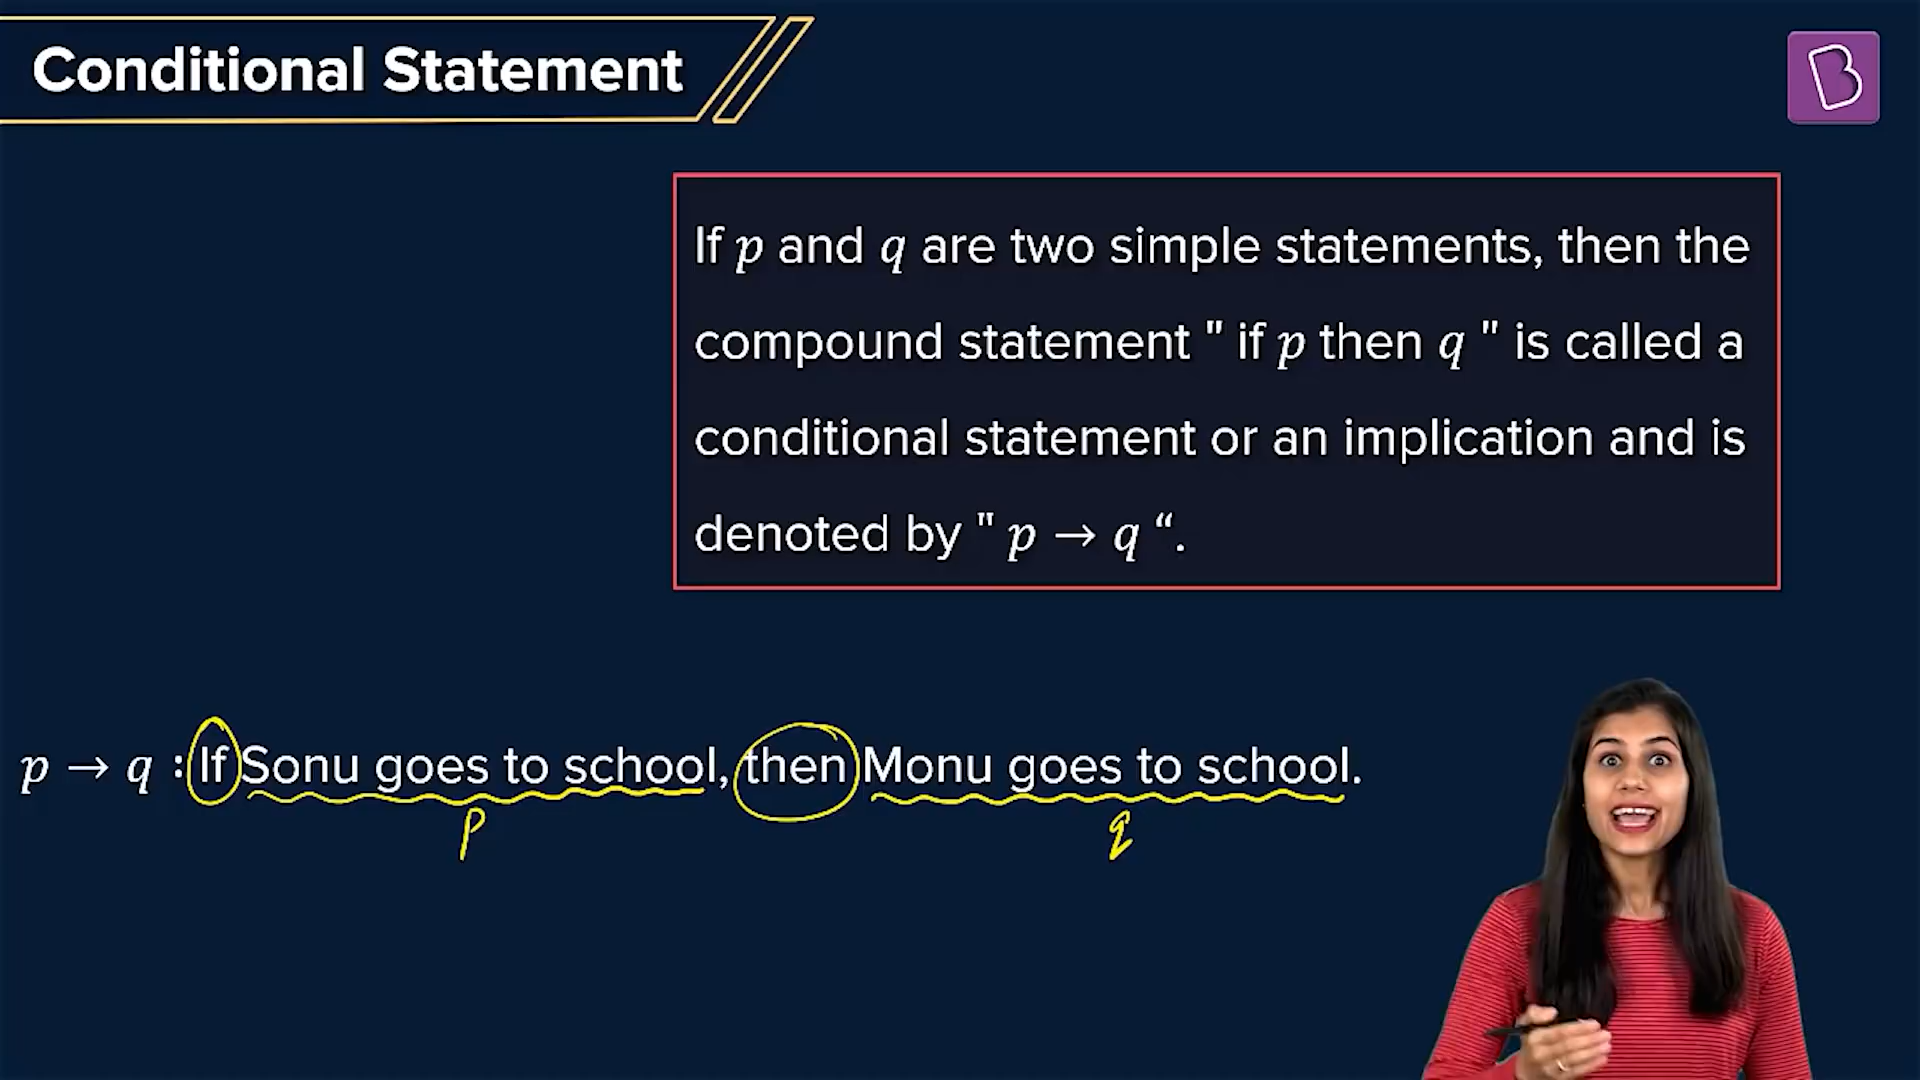 Conditional Statement
B
If p and q are two simple statements, then the
compound statement " if p then q " is called a
conditional statement or an implication and is
denoted by " p → q “.
p → q : If Sonu goes to school, then Monu goes to school.
p q